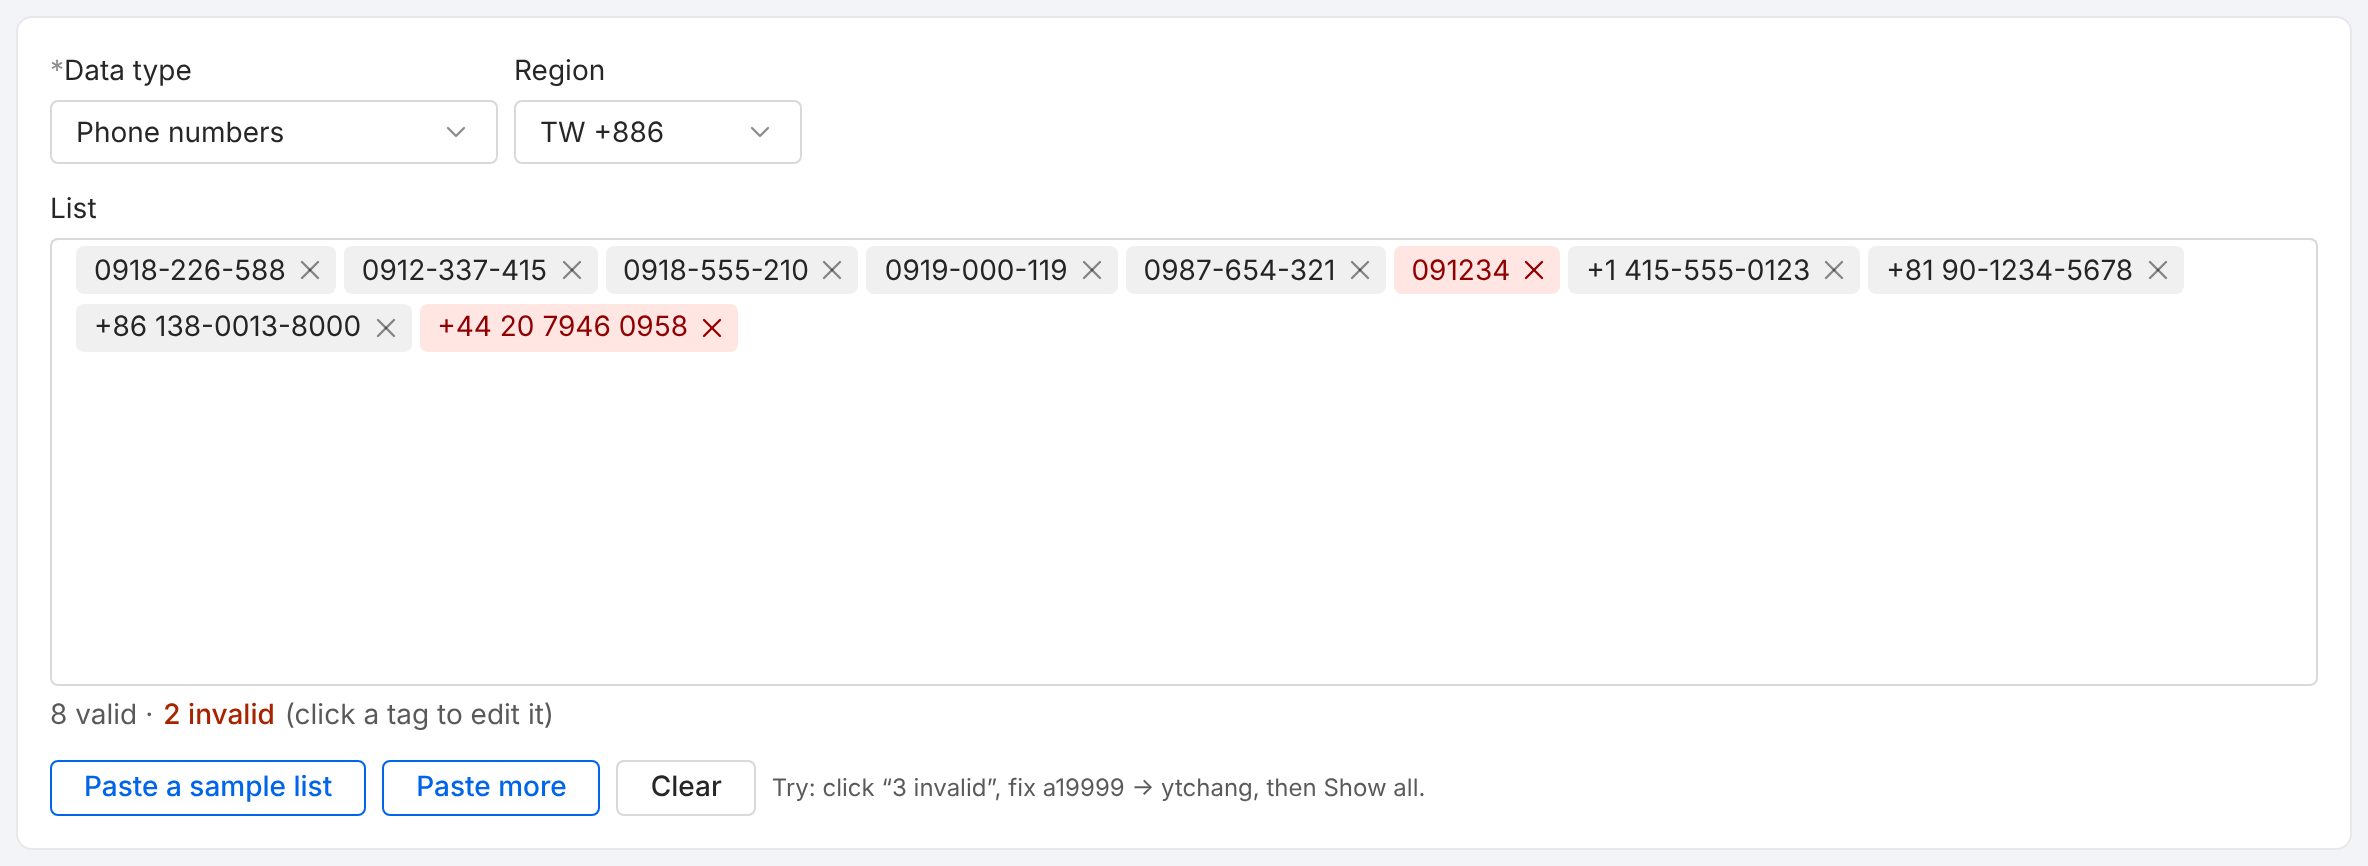 *Data type Region
Phone numbers TW +886
List
0918-226-588 0912-337-415 0918-555-210 0919-000-119 0987-654-321 091234 +1 415-555-0123 +81 90-1234-5678
+86 138-0013-8000 +44 20 7946 0958
8 valid · 2 invalid (click a tag to edit it)
Paste a sample list Paste more Clear Try: click “3 invalid”, fix a19999 → ytchang, then Show all.